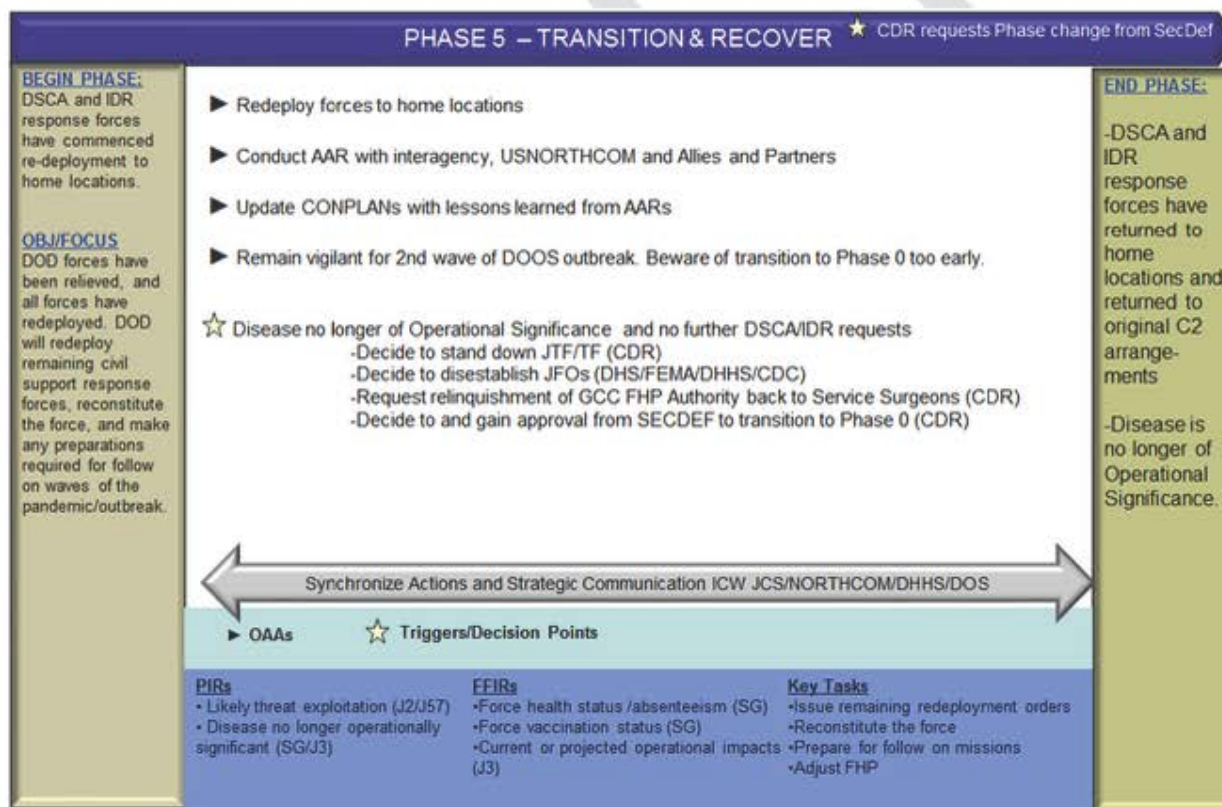 PHASE 5 – TRANSITION & RECOVER
CDR requests Phase change from SecDef
BEGIN PHASE:
DSCA and IDR
response forces
have commenced
re-deployment to
home locations.
OBJ/FOCUS
DOD forces have
been relieved, and
all forces have
redeployed. DOD
will redeploy
remaining civil
support response
forces, reconstitute
the force, and make
any preparations
required for follow
on waves of the
pandemic/outbreak.
► Redeploy forces to home locations
► Conduct AAR with interagency, USNORTHCOM and Allies and Partners
► Update CONPLANs with lessons learned from AARs
► Remain vigilant for 2nd wave of DOOS outbreak. Beware of transition to Phase 0 too early.
Disease no longer of Operational Significance and no further DSCA/IDR requests
-Decide to stand down JTF/TF (CDR)
-Decide to disestablish JFOs (DHS/FEMA/DHHS/CDC)
-Request relinquishment of GCC FHP Authority back to Service Surgeons (CDR)
-Decide to and gain approval from SECDEF to transition to Phase 0 (CDR)
Synchronize Actions and Strategic Communication ICW JCS/NORTHCOM/DHHS/DOS
► OAAs
Triggers/Decision Points
PIRs
• Likely threat exploitation (J2/J57)
• Disease no longer operationally
significant (SG/J3)
FFIRs
•Force health status /absenteeism (SG)
•Force vaccination status (SG)
•Current or projected operational impacts
(J3)
Key Tasks
•Issue remaining redeployment orders
•Reconstitute the force
•Prepare for follow on missions
•Adjust FHP
END PHASE:
-DSCA and
IDR
response
forces have
returned to
home
locations and
returned to
original C2
arrange-
ments
-Disease is
no longer of
Operational
Significance.